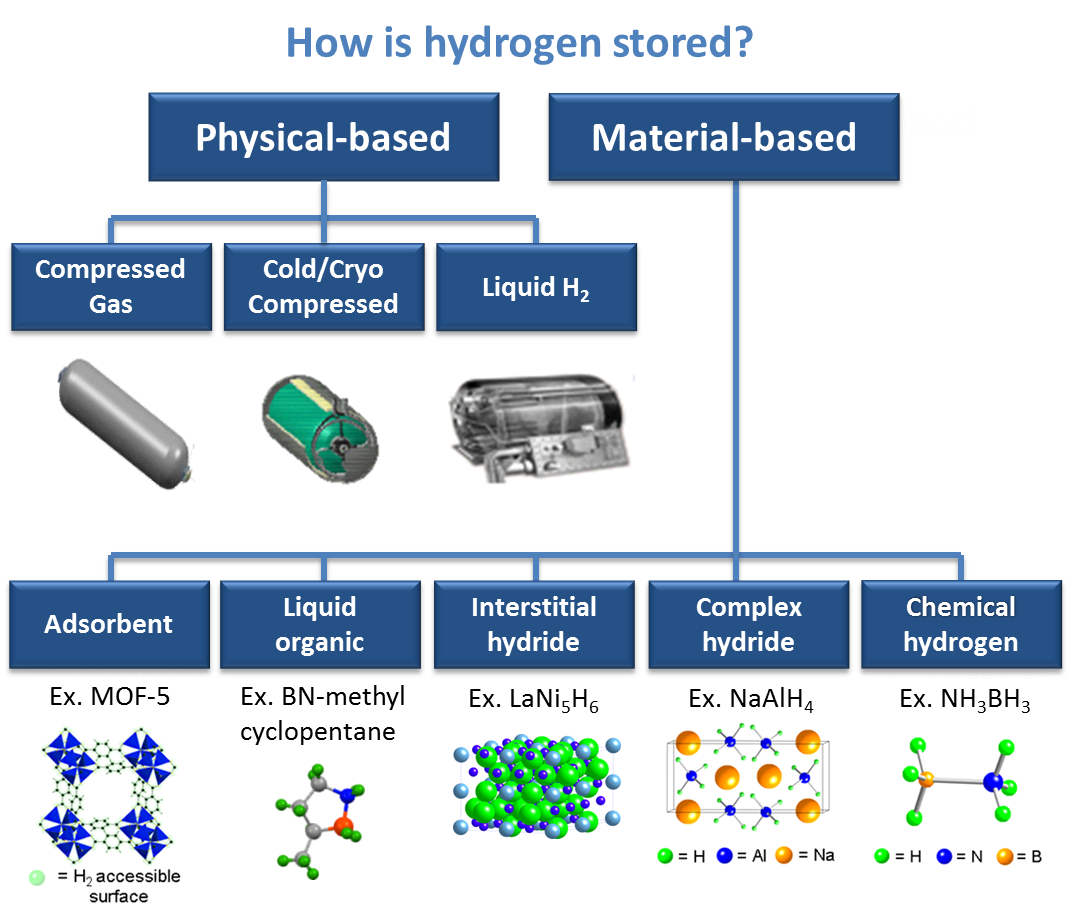 How is hydrogen stored?
Physical-based
Material-based
Compressed
Gas
Cold/Cryo
Compressed
Liquid H₂
Adsorbent
Liquid
organic
Interstitial
hydride
Complex
hydride
Chemical
hydrogen
Ex. MOF-5
Ex. BN-methyl
cyclopentane
Ex. LaNi₅H₆
Ex. NaAlH₄
Ex. NH₃BH₃
= H₂ accessible
surface
= H = Al = Na
= H = N = B